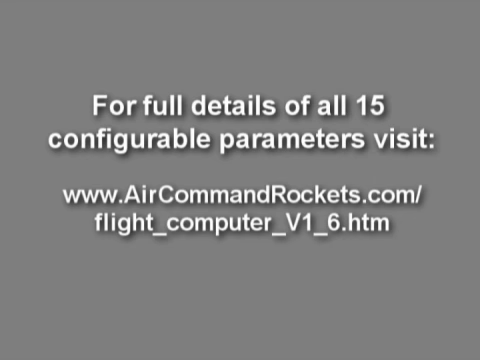 For full details of all 15
configurable parameters visit:
www.AirCommandRockets.com/
flight_computer_V1_6.htm